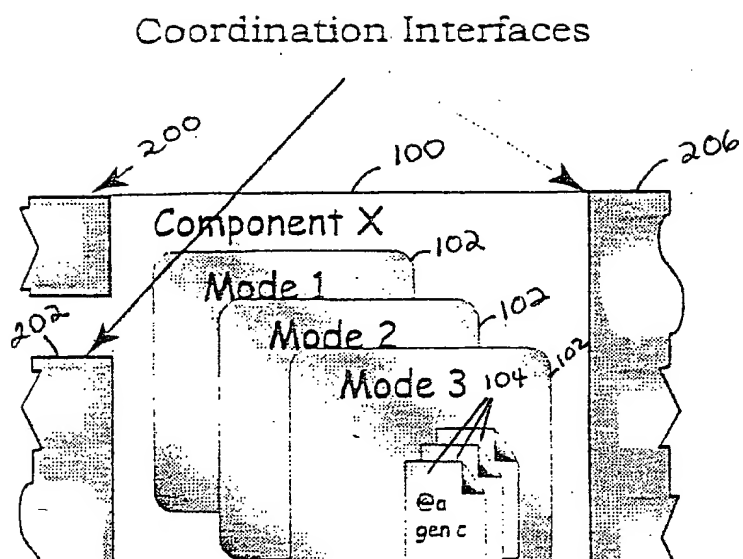 Coordination Interfaces
200
100
206
Component X
102
Mode 1
102
202
Mode 2
102
Mode 3
104
@a
gen c